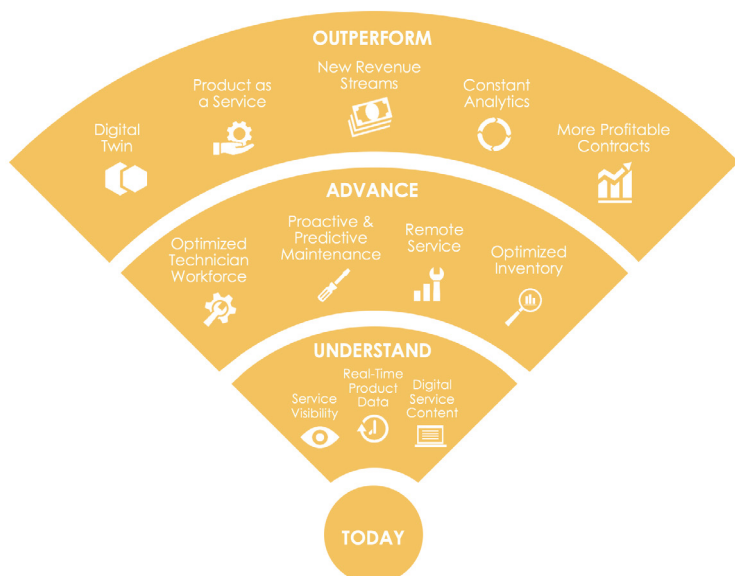 OUTPERFORM
Digital
Twin
Product as
a Service
New Revenue
Streams
Constant
Analytics
More Profitable
Contracts
ADVANCE
Optimized
Technician
Workforce
Proactive &
Predictive
Maintenance
Remote
Service
Optimized
Inventory
UNDERSTAND
Service
Visibility
Real-Time
Product
Data
Digital
Service
Content
TODAY